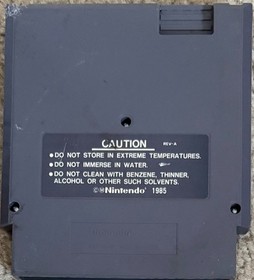 CAUTION REV-A
• DO NOT STORE IN EXTREME TEMPERATURES.
• DO NOT IMMERSE IN WATER.
• DO NOT CLEAN WITH BENZENE, THINNER,
ALCOHOL OR OTHER SUCH SOLVENTS.
©®Nintendo® 1985